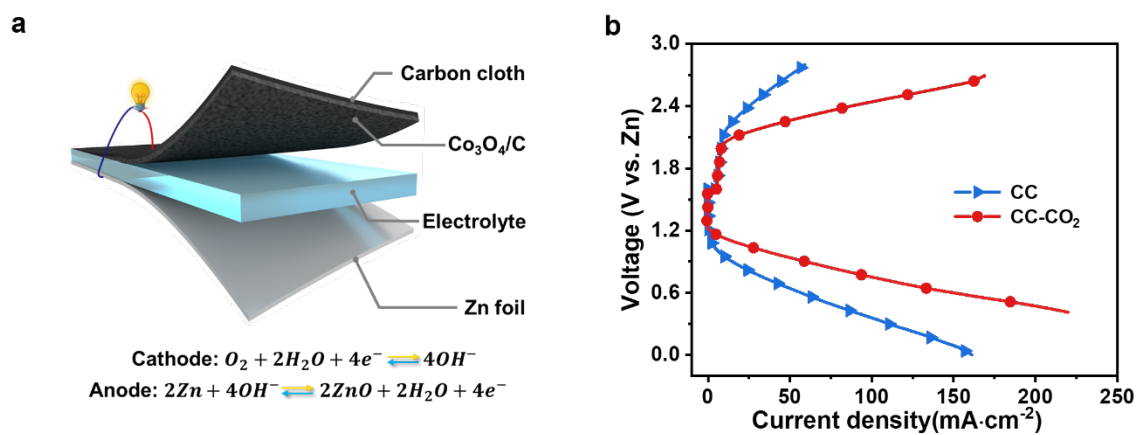 a
Carbon cloth
Co₃O₄/C
Electrolyte
Zn foil
Cathode: O₂ + 2H₂O + 4e⁻ ⇌ 4OH⁻
Anode: 2Zn + 4OH⁻ ⇌ 2ZnO + 2H₂O + 4e⁻
b
Voltage (V vs. Zn)
3.0
2.4
1.8
1.2
0.6
0.0
CC
CC-CO₂
0 50 100 150 200 250
Current density(mA·cm⁻²)